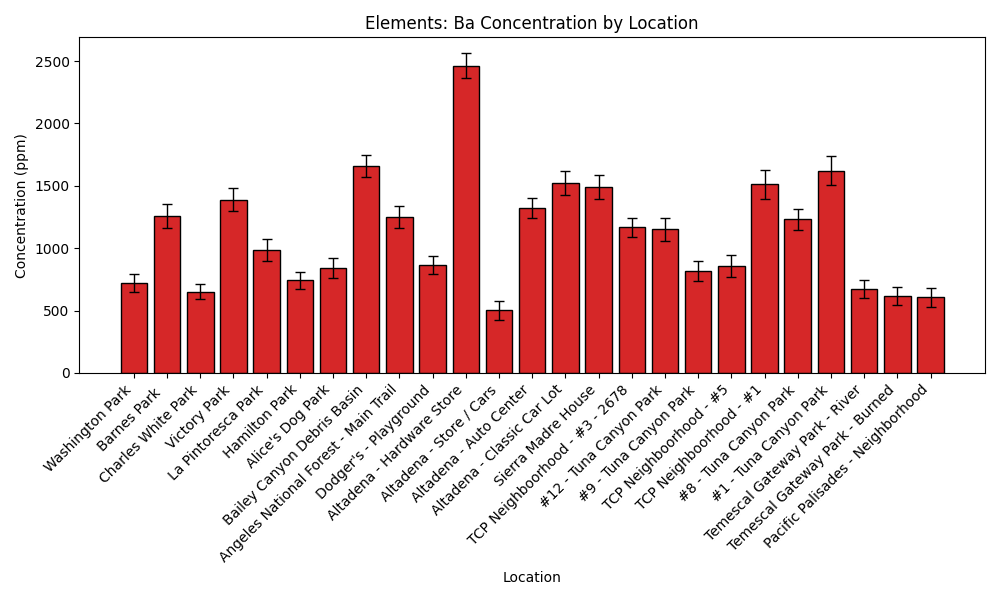 Elements: Ba Concentration by Location
Concentration (ppm)
2500
2000
1500
1000
500
0
Washington Park
Barnes Park
Charles White Park
Victory Park
La Pintoresca Park
Hamilton Park
Alice's Dog Park
Bailey Canyon Debris Basin
Angeles National Forest - Main Trail
Dodger's - Playground
Altadena - Hardware Store
Altadena - Store / Cars
Altadena - Auto Center
Altadena - Classic Car Lot
Sierra Madre House
TCP Neighboorhood - #3 - 2678
#12 - Tuna Canyon Park
#9 - Tuna Canyon Park
TCP Neighboorhood - #5
TCP Neighboorhood - #1
#8 - Tuna Canyon Park
#1 - Tuna Canyon Park
Temescal Gateway Park - River
Temescal Gateway Park - Burned
Pacific Palisades - Neighborhood
Location